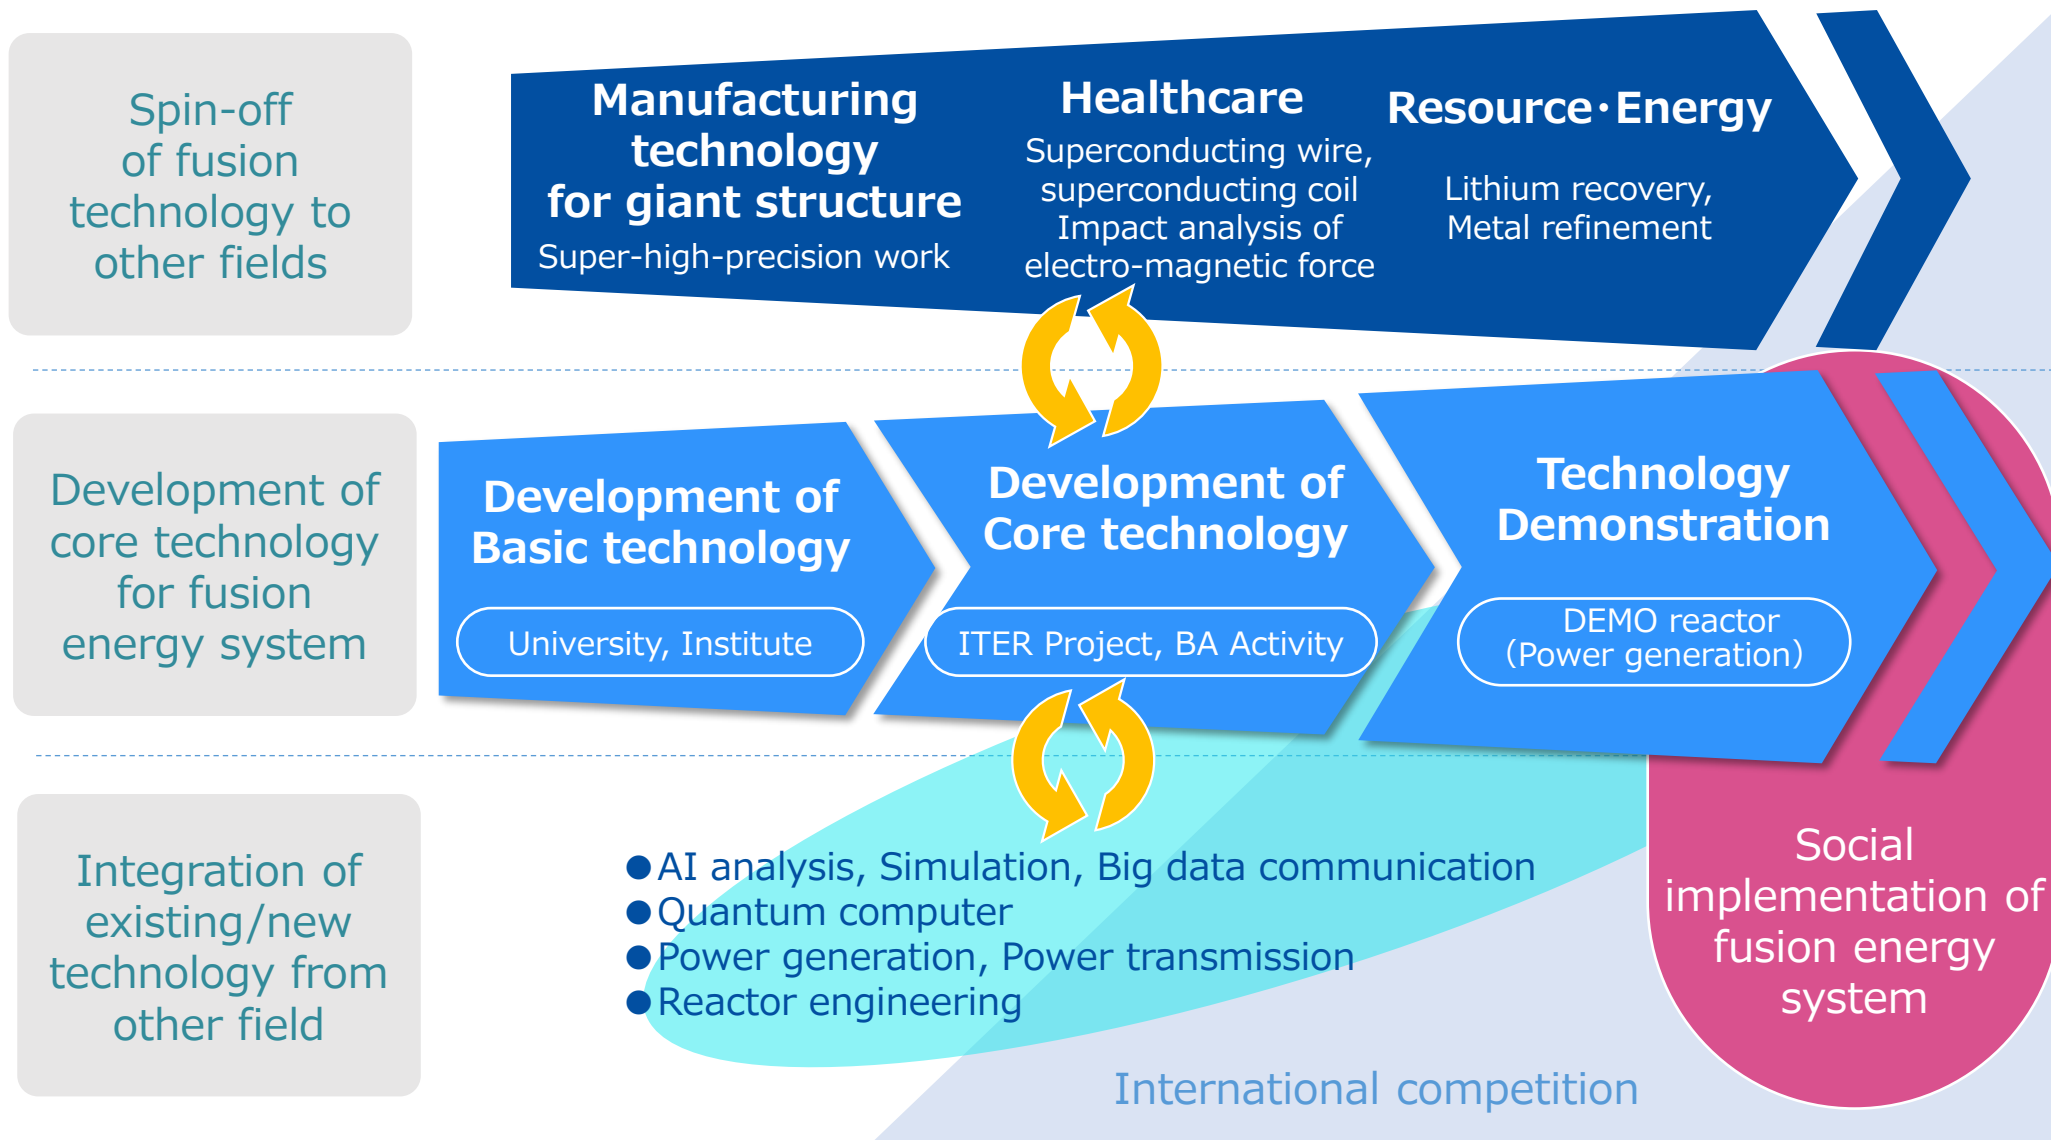 Spin-off
of fusion
technology to
other fields
Manufacturing
technology
for giant structure
Super-high-precision work
Healthcare
Superconducting wire,
superconducting coil
Impact analysis of
electro-magnetic force
Resource・Energy
Lithium recovery,
Metal refinement
Development of
core technology
for fusion
energy system
Development of
Basic technology
University, Institute
Development of
Core technology
ITER Project, BA Activity
Technology
Demonstration
DEMO reactor
（Power generation）
Integration of
existing/new
technology from
other field
●AI analysis, Simulation, Big data communication
●Quantum computer
●Power generation, Power transmission
●Reactor engineering
Social
implementation of
fusion energy
system
International competition